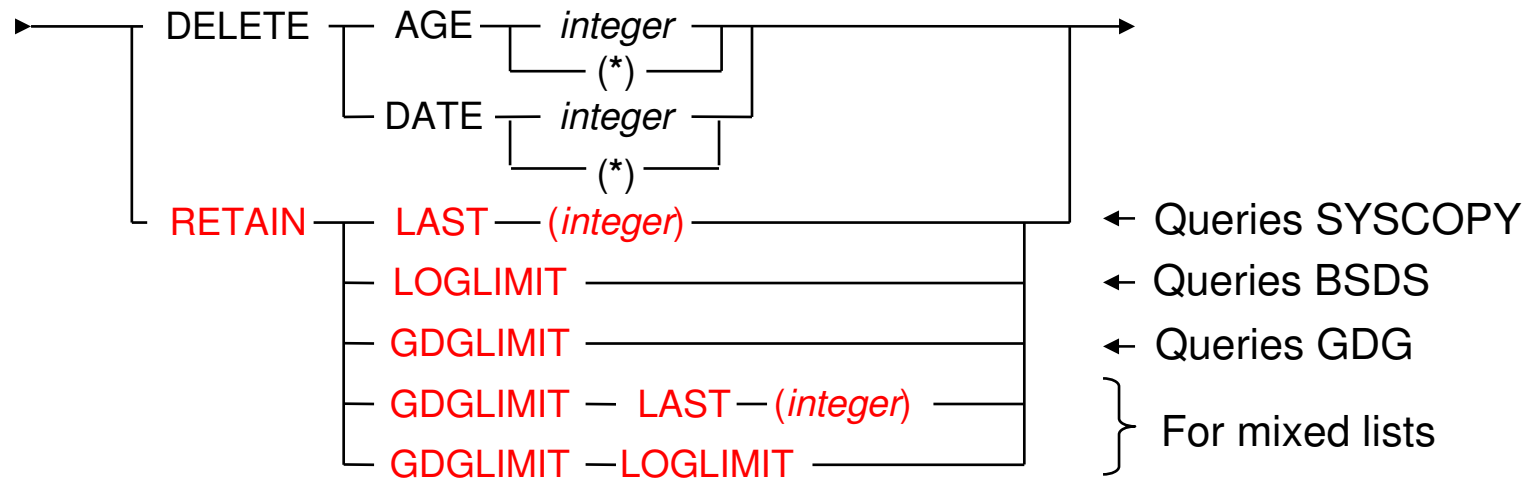 DELETE AGE integer
(*)
DATE integer
(*)
RETAIN LAST (integer) Queries SYSCOPY
LOGLIMIT Queries BSDS
GDGLIMIT Queries GDG
GDGLIMIT LAST (integer)
For mixed lists
GDGLIMIT LOGLIMIT